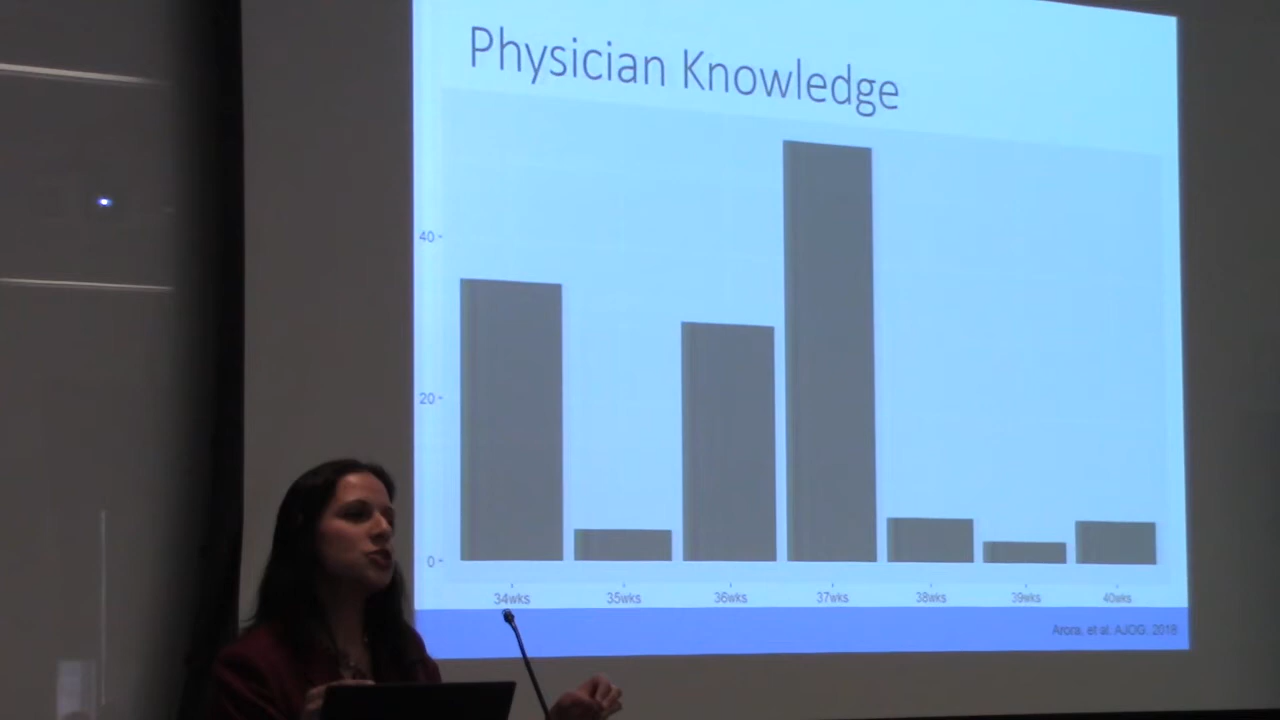 Physician Knowledge
40
20
0
34wks 35wks 36wks 37wks 38wks 39wks 40wks
Arora, et al. AJOG, 2018